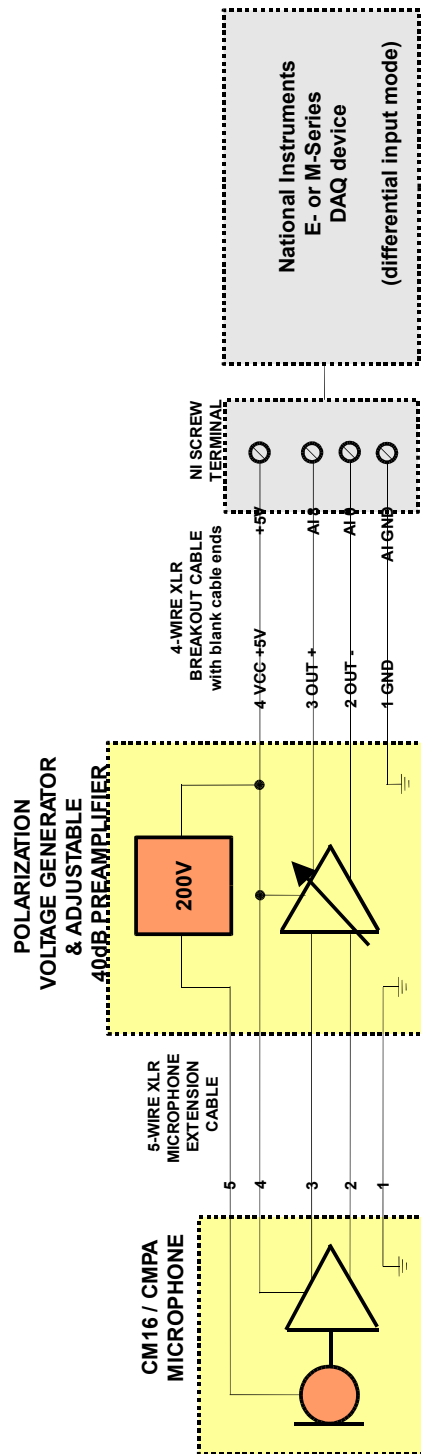 CM16 / CMPA
MICROPHONE
5
4
3
2
1
5-WIRE XLR
MICROPHONE
EXTENSION
CABLE
POLARIZATION
VOLTAGE GENERATOR
& ADJUSTABLE
40dB PREAMPLIFIER
200V
4-WIRE XLR
BREAKOUT CABLE
with blank cable ends
4 VCC +5V
3 OUT +
2 OUT -
1 GND
+5V
AI 8
AI 0
AI GND
NI SCREW
TERMINAL
National Instruments
E- or M-Series
DAQ device
(differential input mode)